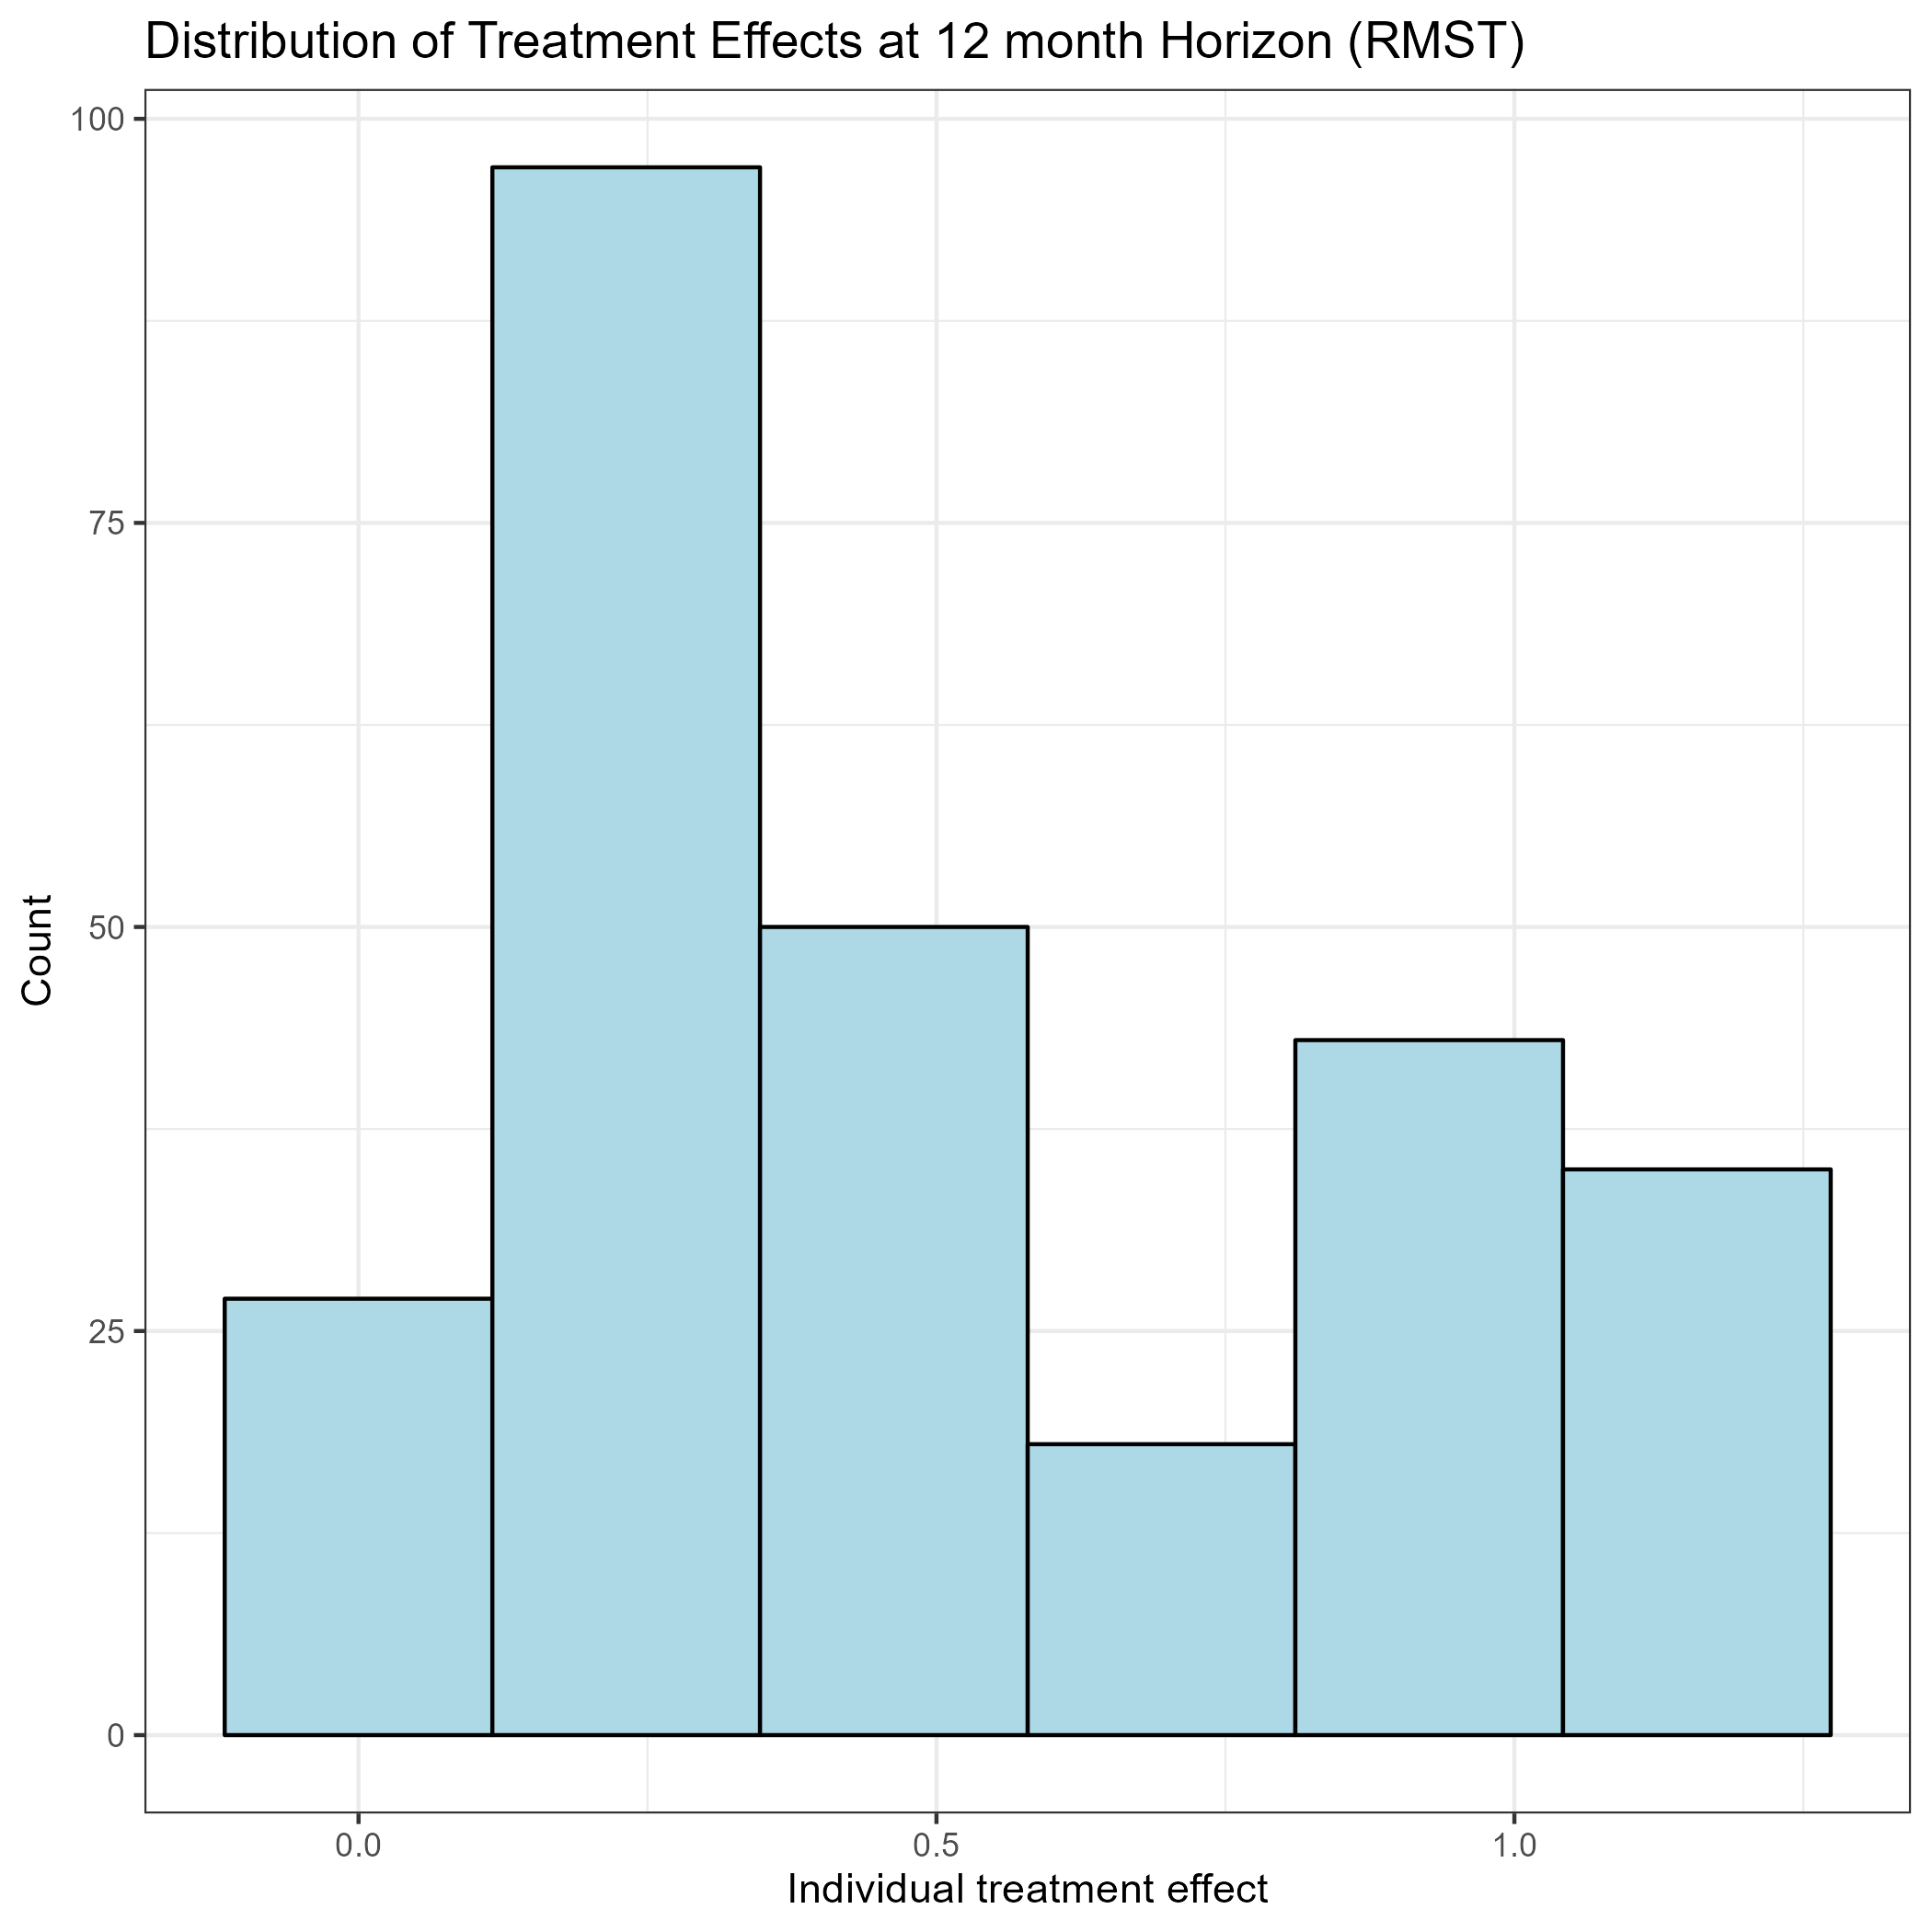 Distribution of Treatment Effects at 12 month Horizon (RMST)
100
75
50
25
0
Count
0.0 0.5 1.0
Individual treatment effect